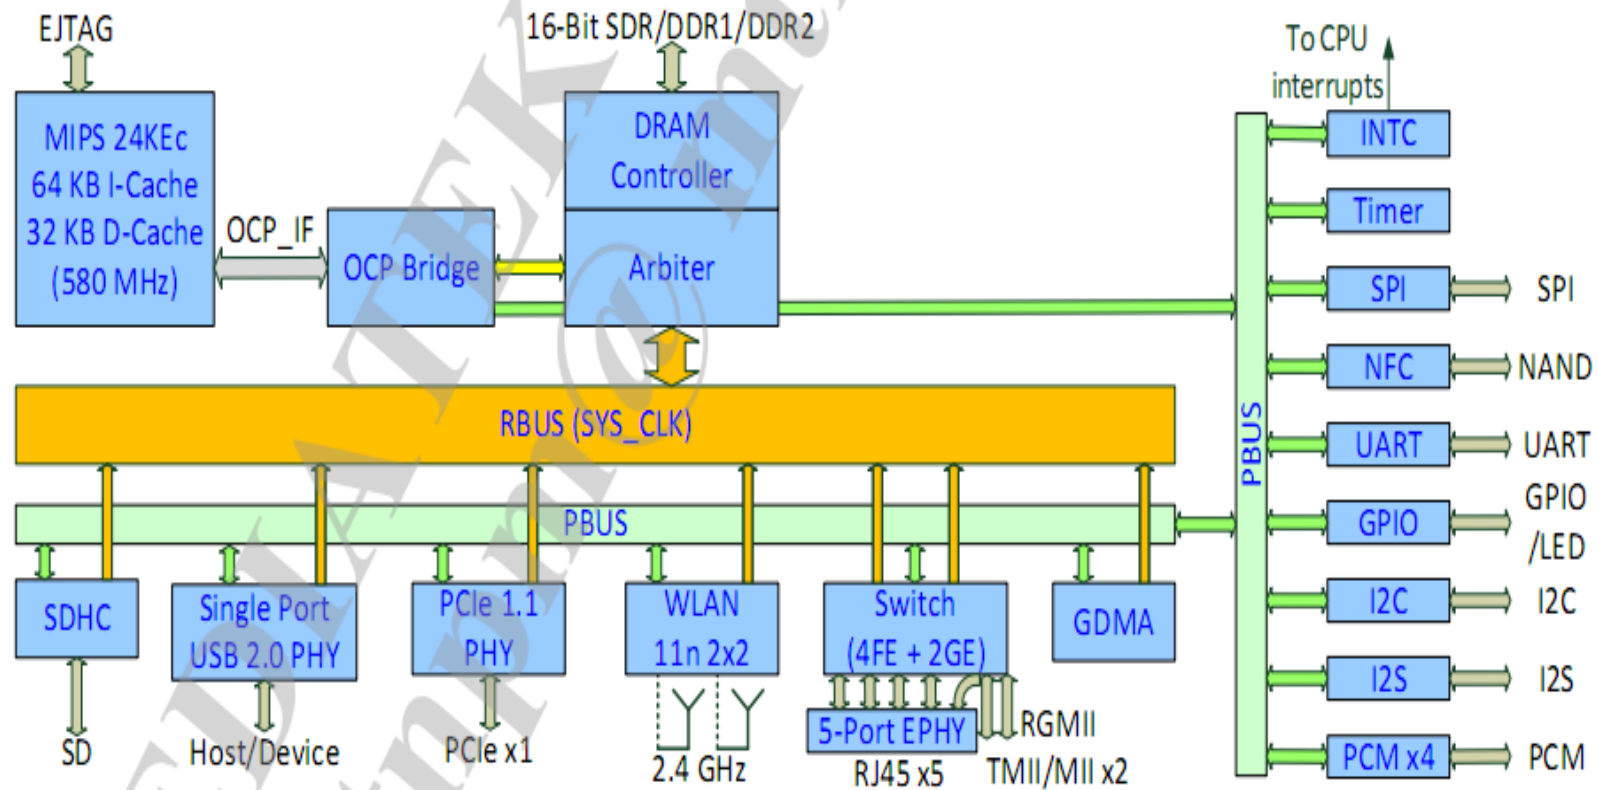 EJTAG
16-Bit SDR/DDR1/DDR2
To CPU
interrupts
MIPS 24KEc
64 KB I-Cache
32 KB D-Cache
(580 MHz)
OCP_IF
OCP Bridge
DRAM
Controller
Arbiter
RBUS (SYS_CLK)
PBUS
SDHC
Single Port
USB 2.0 PHY
PCIe 1.1
PHY
WLAN
11n 2x2
Switch
(4FE + 2GE)
GDMA
5-Port EPHY
SD
Host/Device
PCIe x1
2.4 GHz
RJ45 x5
RGMII
TMII/MII x2
PBUS
INTC
Timer
SPI
SPI
NFC
NAND
UART
UART
GPIO
GPIO
/LED
I2C
I2C
I2S
I2S
PCM x4
PCM